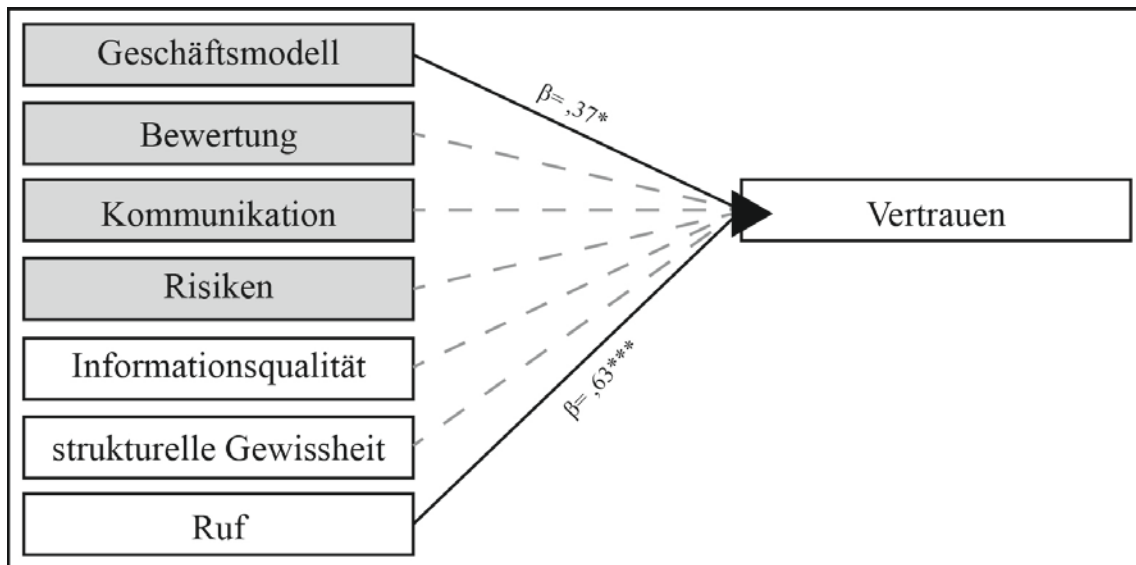 Geschäftsmodell
β= ,37*
Bewertung
Kommunikation
Vertrauen
Risiken
Informationsqualität
β= ,63***
strukturelle Gewissheit
Ruf